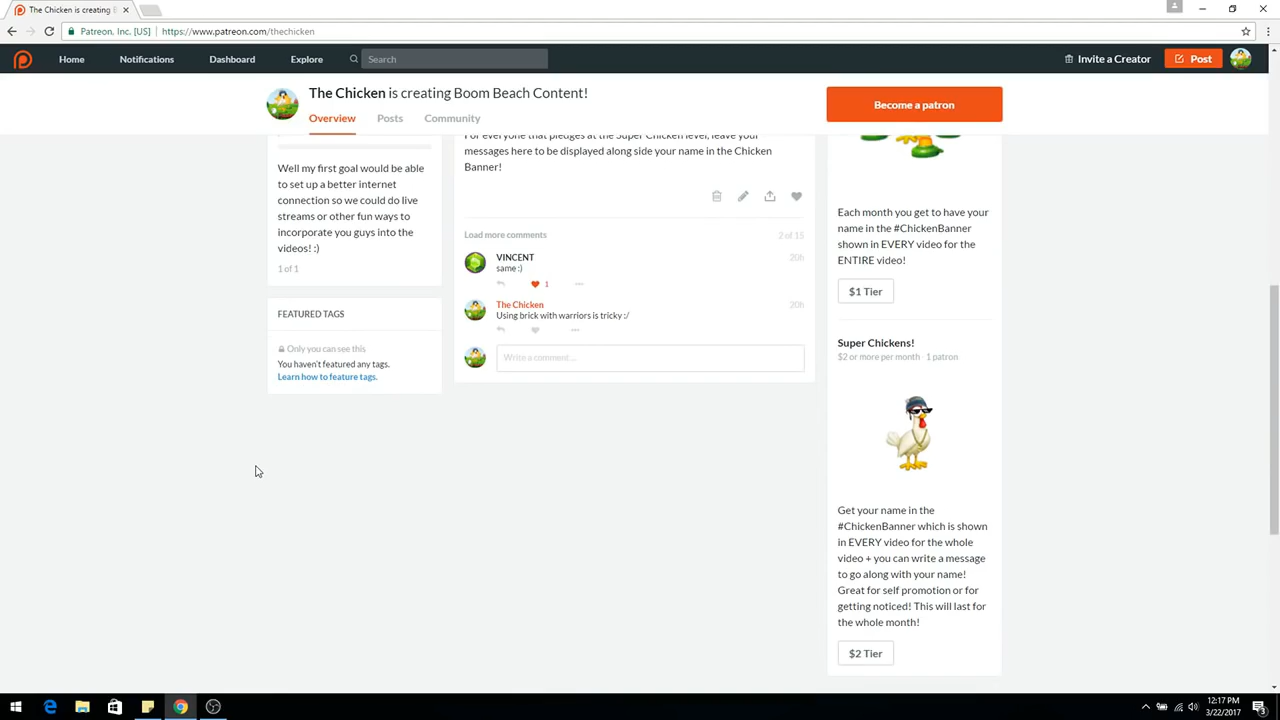 The Chicken is creating B
Patreon, Inc. [US]
https://www.patreon.com/thechicken
Home
Notifications
Dashboard
Explore
Search
Invite a Creator
Post
The Chicken is creating Boom Beach Content!
Become a patron
Overview
Posts
Community
Well my first goal would be able
to set up a better internet
connection so we could do live
streams or other fun ways to
incorporate you guys into the
videos! :)
1 of 1
FEATURED TAGS
Only you can see this
You haven't featured any tags.
Learn how to feature tags.
For everyone that pledges at the Super Chicken level, leave your
messages here to be displayed along side your name in the Chicken
Banner!
Load more comments
2 of 15
VINCENT
20h
same :)
1
The Chicken
20h
Using brick with warriors is tricky :/
Write a comment...
Each month you get to have your
name in the #ChickenBanner
shown in EVERY video for the
ENTIRE video!
$1 Tier
Super Chickens!
$2 or more per month · 1 patron
Get your name in the
#ChickenBanner which is shown
in EVERY video for the whole
video + you can write a message
to go along with your name!
Great for self promotion or for
getting noticed! This will last for
the whole month!
$2 Tier
12:17 PM
3/22/2017
3